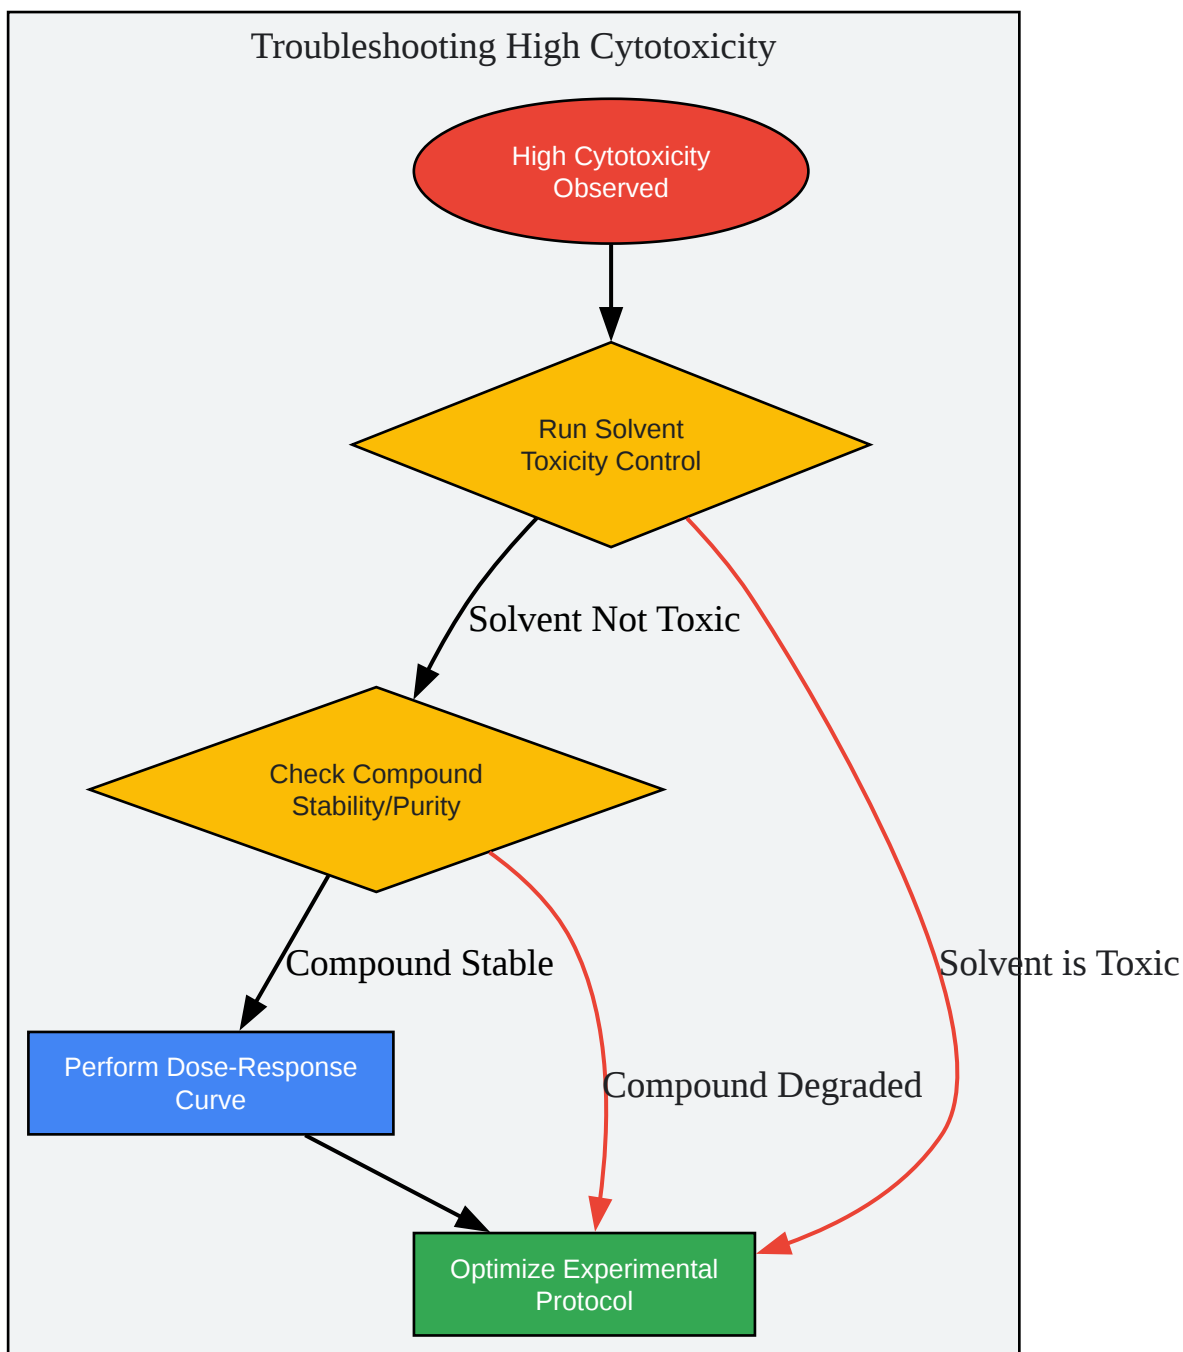 Troubleshooting High Cytotoxicity
High Cytotoxicity
Observed
Run Solvent
Toxicity Control
Solvent Not Toxic
Check Compound
Stability/Purity
Compound Stable
Solvent is Toxic
Perform Dose-Response
Curve
Compound Degraded
Optimize Experimental
Protocol